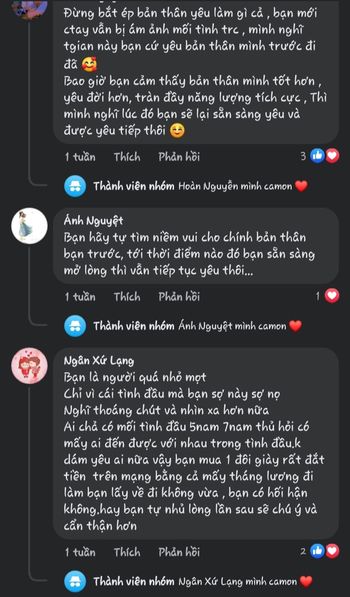 Đừng bắt ép bản thân yêu làm gì cả , bạn mới
ctay vẫn bị ám ảnh mối tình trc , mình nghĩ
tgian này bạn cứ yêu bản thân mình trước đi
đã 🥰
Bao giờ bạn cảm thấy bản thân mình tốt hơn ,
yêu đời hơn, tràn đầy năng lượng tích cực , Thì
mình nghĩ lúc đó bạn sẽ lại sẵn sàng yêu và
được yêu tiếp thôi 😊
1 tuần Thích Phản hồi 3
Thành viên nhóm Hoàn Nguyễn mình camon ❤️
Ánh Nguyệt
Bạn hãy tự tìm niềm vui cho chính bản thân
bạn trước, tới thời điểm nào đó bạn sẵn sàng
mở lòng thì vẫn tiếp tục yêu thôi...
1 tuần Thích Phản hồi 1
Thành viên nhóm Ánh Nguyệt mình camon ❤️
Ngân Xứ Lạng
Bạn là người quá nhỏ mọt
Chỉ vì cái tình đầu mà bạn sợ này sợ nọ
Nghĩ thoáng chút và nhìn xa hơn nữa
Ai chả có mối tình đầu 5nam 7nam thủ hỏi có
mấy ai đến được với nhau trong tình đầu.k
dám yêu ai nữa vậy bạn mua 1 đôi giày rất đắt
tiền trên mạng bằng cả mấy tháng lương đi
làm bạn lấy về đi không vừa , bạn có hối hận
không,hay bạn tự nhủ lòng lần sau sẽ chú ý và
cẩn thận hơn
1 tuần Thích Phản hồi 2
Thành viên nhóm Ngân Xứ Lạng mình camon ❤️